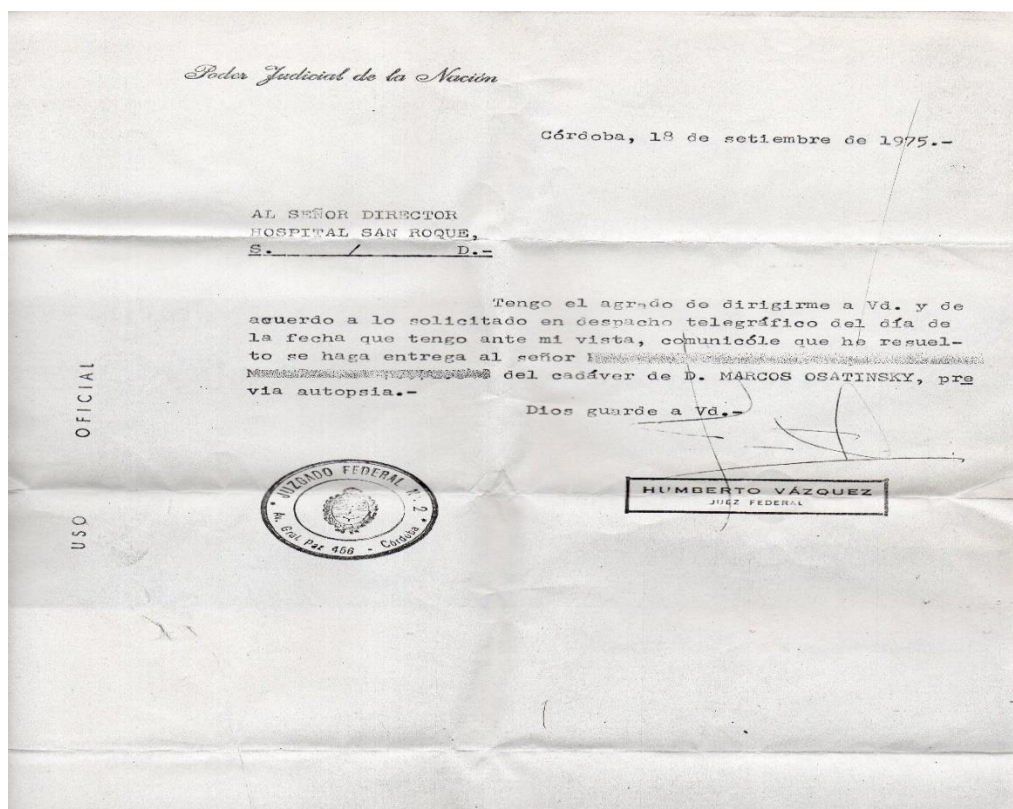 Poder Judicial de la Nación
Córdoba, 18 de setiembre de 1975.-
AL SEÑOR DIRECTOR
HOSPITAL SAN ROQUE,
S. / D.-
Tengo el agrado de dirigirme a Vd. y de
acuerdo a lo solicitado en despacho telegráfico del día de
la fecha que tengo ante mi vista, comunicóle que he resuel-
to se haga entrega al señor
del cadáver de D. MARCOS OSATINSKY, pre
via autopsia.-
Dios guarde a Vd.-
HUMBERTO VÁZQUEZ
JUEZ FEDERAL
JUZGADO FEDERAL N° 2
Av. Gral. Paz 456 - Córdoba
USO OFICIAL